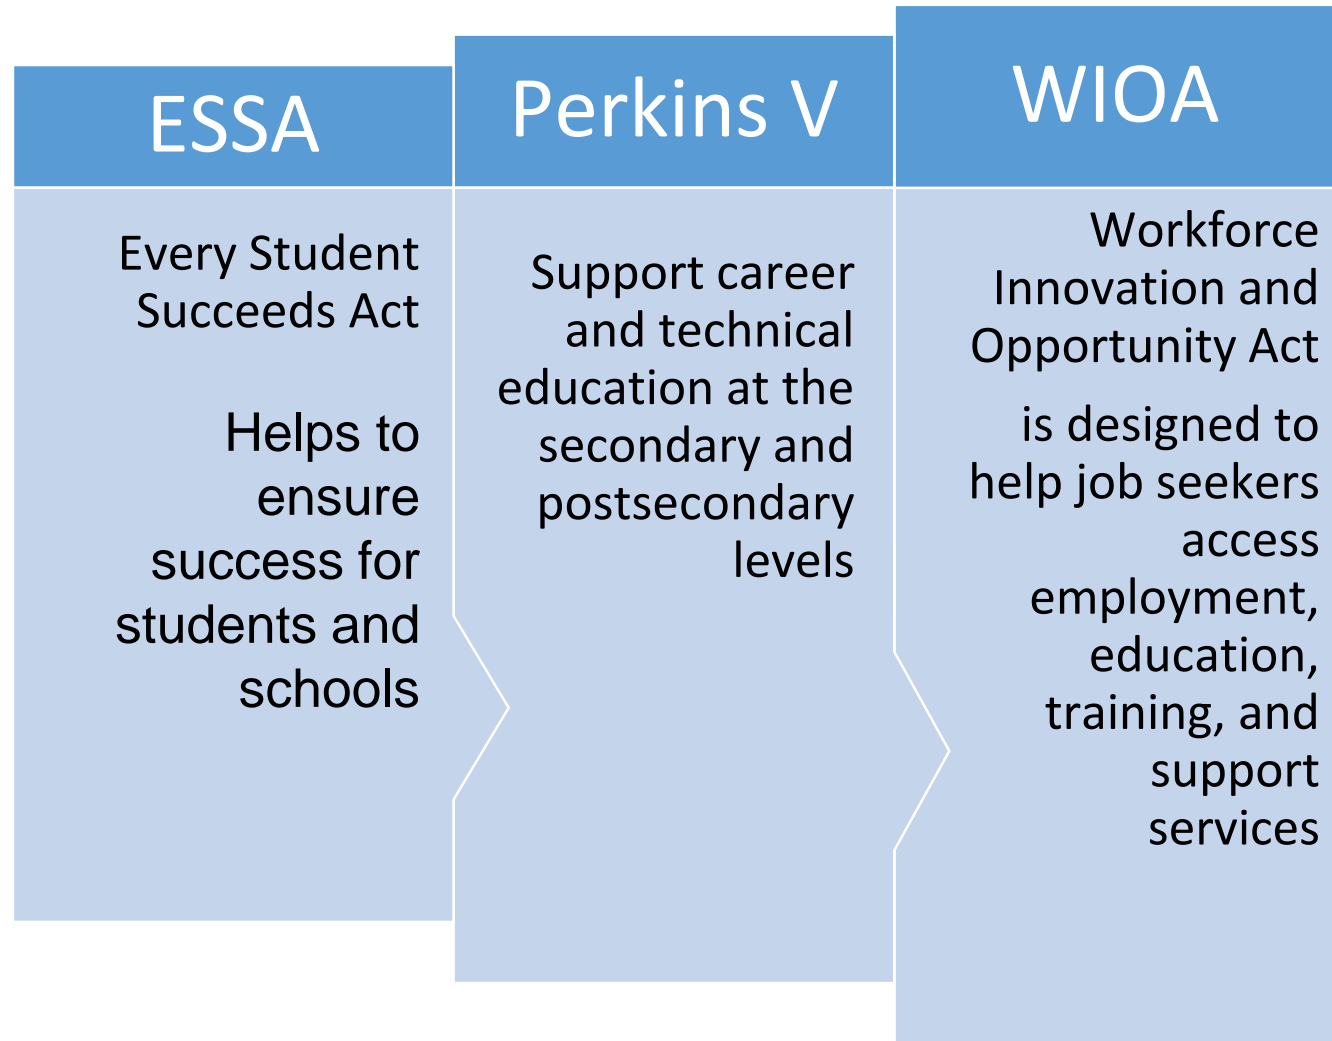 ESSA
Every Student
Succeeds Act
Helps to
ensure
success for
students and
schools
Perkins V
Support career
and technical
education at the
secondary and
postsecondary
levels
WIOA
Workforce
Innovation and
Opportunity Act
is designed to
help job seekers
access
employment,
education,
training, and
support
services